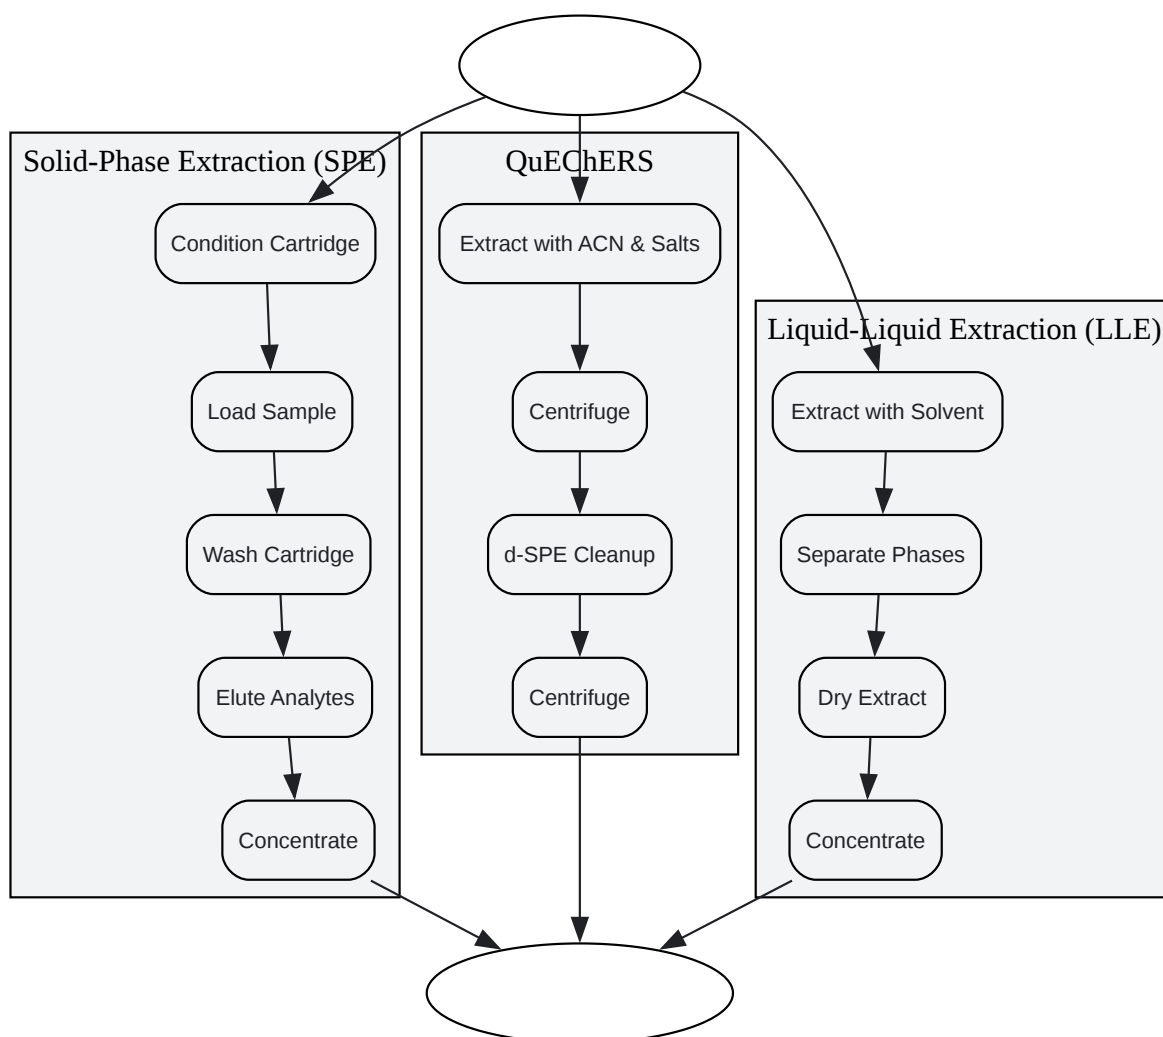 Solid-Phase Extraction (SPE)
Condition Cartridge
Load Sample
Wash Cartridge
Elute Analytes
Concentrate
QuEChERS
Extract with ACN & Salts
Centrifuge
d-SPE Cleanup
Centrifuge
Liquid-Liquid Extraction (LLE)
Extract with Solvent
Separate Phases
Dry Extract
Concentrate